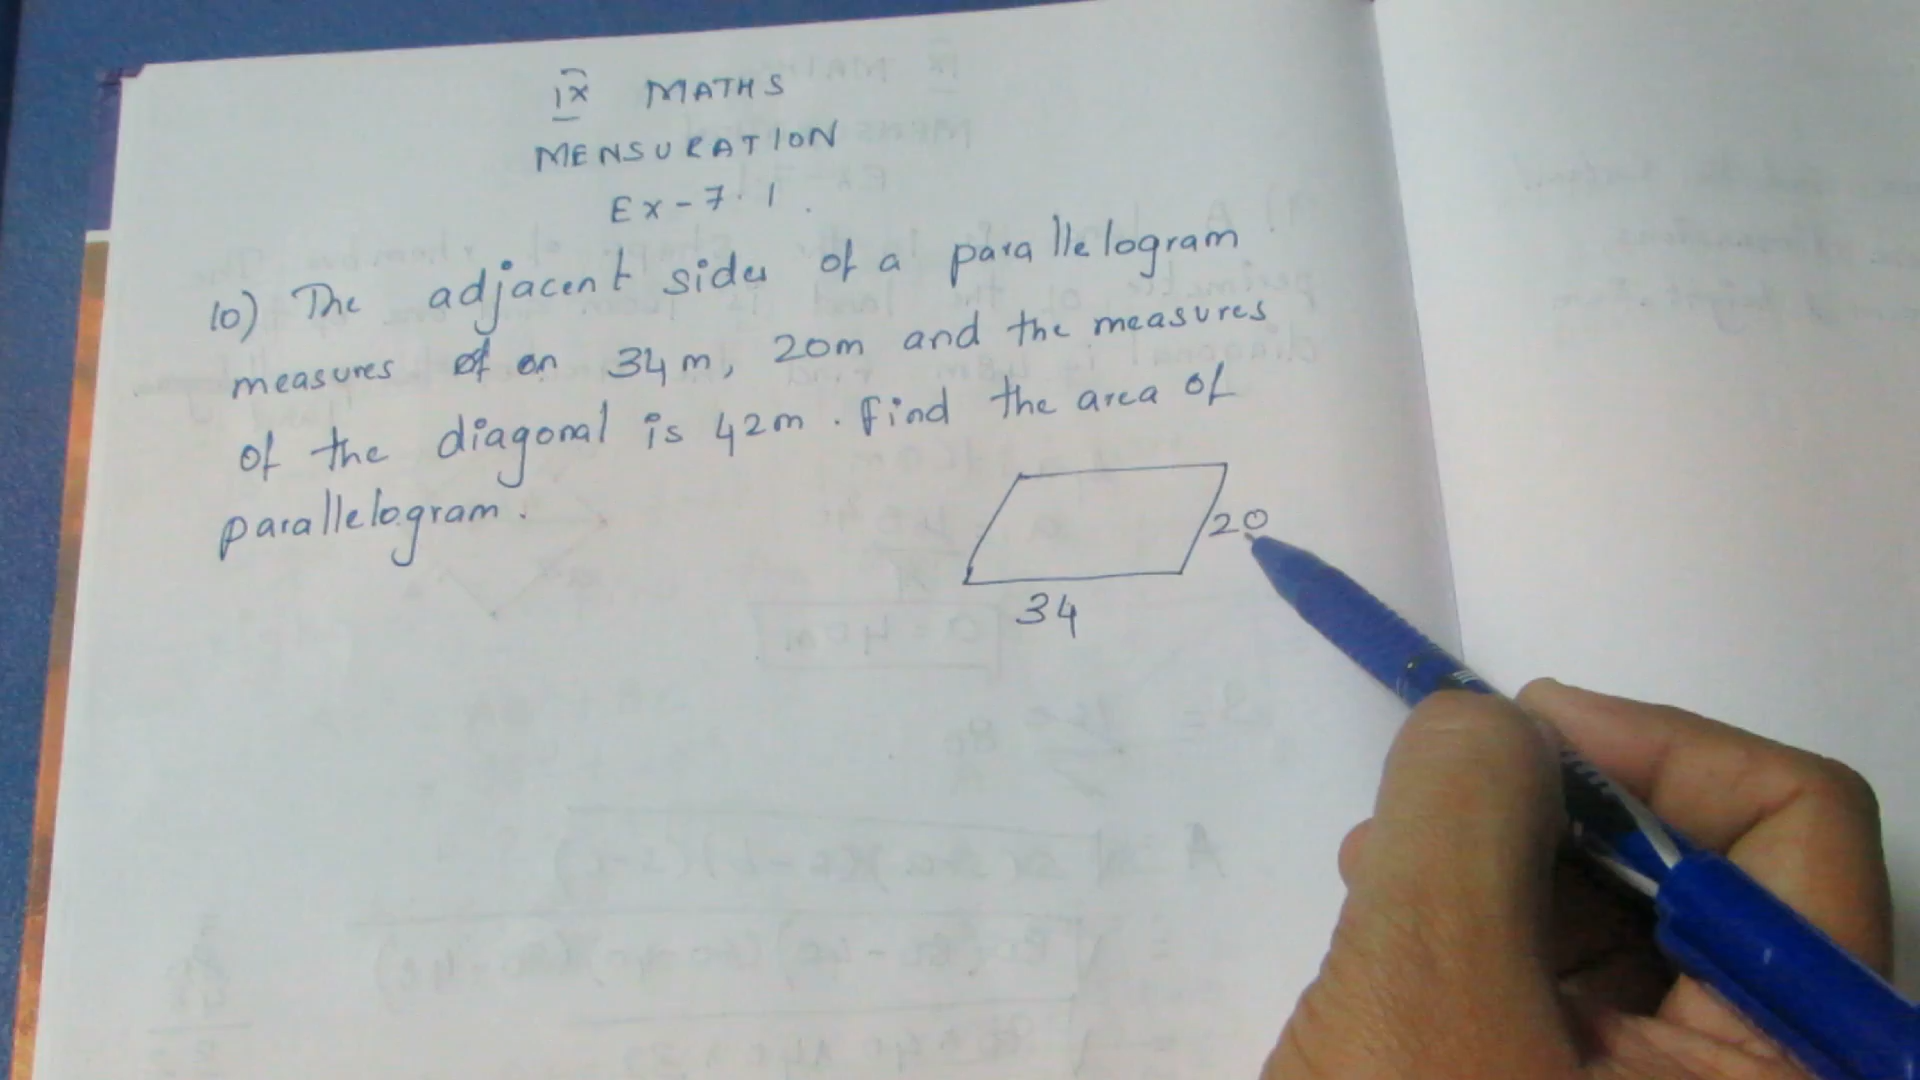 IX MATHS
MENSURATION
Ex-7.1.
10) The adjacent sides of a parallelogram
measures of an 34m, 20m and the measures
of the diagonal is 42m. Find the area of
parallelogram.
20
34